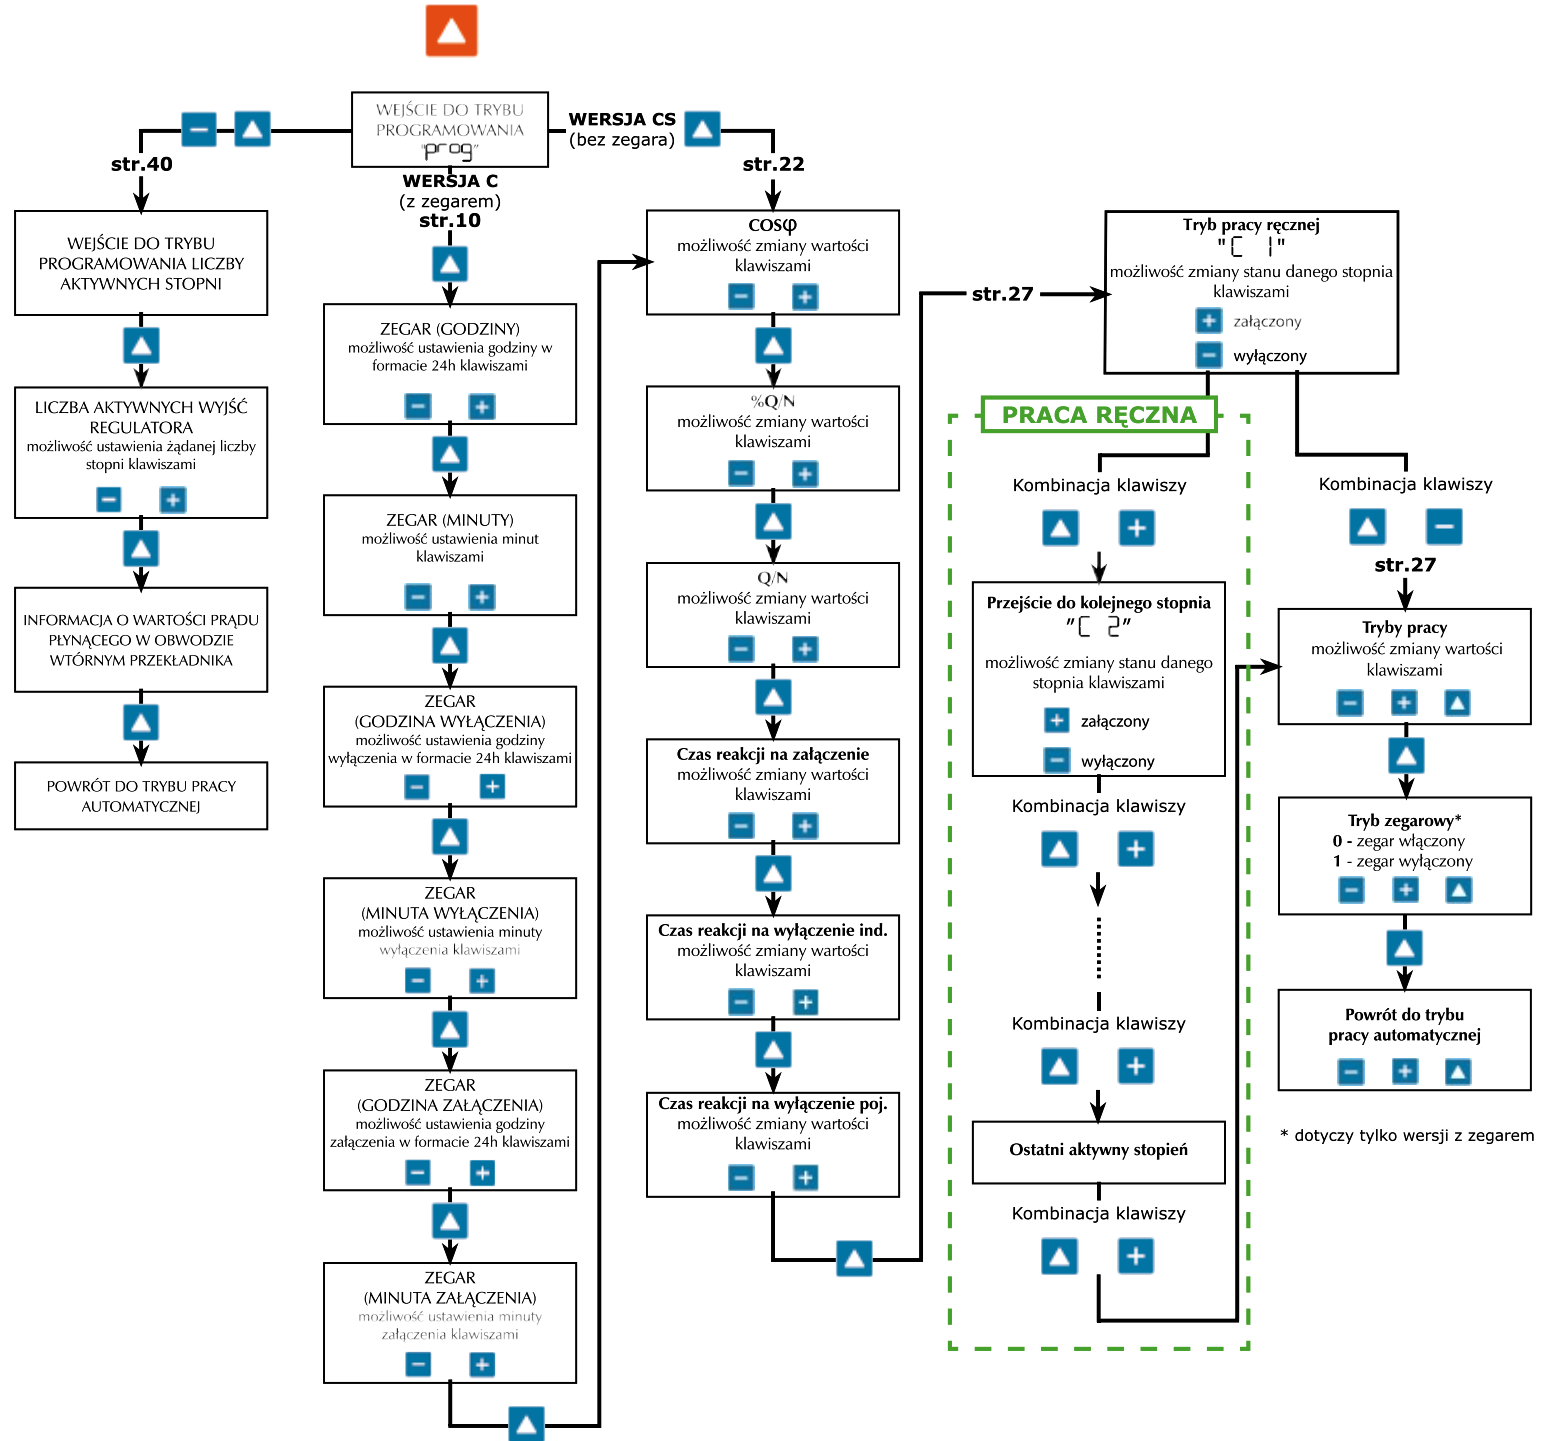 WEJŚCIE DO TRYBU
PROGRAMOWANIA
"prog"
WERSJA CS
(bez zegara)
str.40
WERSJA C
(z zegarem)
str.10
str.22
WEJŚCIE DO TRYBU
PROGRAMOWANIA LICZBY
AKTYWNYCH STOPNI
LICZBA AKTYWNYCH WYJŚĆ
REGULATORA
możliwość ustawienia żądanej liczby
stopni klawiszami
INFORMACJA O WARTOŚCI PRĄDU
PŁYNĄCEGO W OBWODZIE
WTÓRNYM PRZEKŁADNIKA
POWRÓT DO TRYBU PRACY
AUTOMATYCZNEJ
ZEGAR (GODZINY)
możliwość ustawienia godziny w
formacie 24h klawiszami
ZEGAR (MINUTY)
możliwość ustawienia minut
klawiszami
ZEGAR
(GODZINA WYŁĄCZENIA)
możliwość ustawienia godziny
wyłączenia w formacie 24h klawiszami
ZEGAR
(MINUTA WYŁĄCZENIA)
możliwość ustawienia minuty
wyłączenia klawiszami
ZEGAR
(GODZINA ZAŁĄCZENIA)
możliwość ustawienia godziny
załączenia w formacie 24h klawiszami
ZEGAR
(MINUTA ZAŁĄCZENIA)
możliwość ustawienia minuty
załączenia klawiszami
COSφ
możliwość zmiany wartości
klawiszami
%Q/N
możliwość zmiany wartości
klawiszami
Q/N
możliwość zmiany wartości
klawiszami
Czas reakcji na załączenie
możliwość zmiany wartości
klawiszami
Czas reakcji na wyłączenie ind.
możliwość zmiany wartości
klawiszami
Czas reakcji na wyłączenie poj.
możliwość zmiany wartości
klawiszami
str.27
Tryb pracy ręcznej
"C 1"
możliwość zmiany stanu danego stopnia
klawiszami
+ załączony
− wyłączony
PRACA RĘCZNA
Kombinacja klawiszy
Przejście do kolejnego stopnia
"C 2"
możliwość zmiany stanu danego
stopnia klawiszami
+ załączony
− wyłączony
Kombinacja klawiszy
Kombinacja klawiszy
Ostatni aktywny stopień
Kombinacja klawiszy
Kombinacja klawiszy
str.27
Tryby pracy
możliwość zmiany wartości
klawiszami
Tryb zegarowy*
0 - zegar włączony
1 - zegar wyłączony
Powrót do trybu
pracy automatycznej
* dotyczy tylko wersji z zegarem